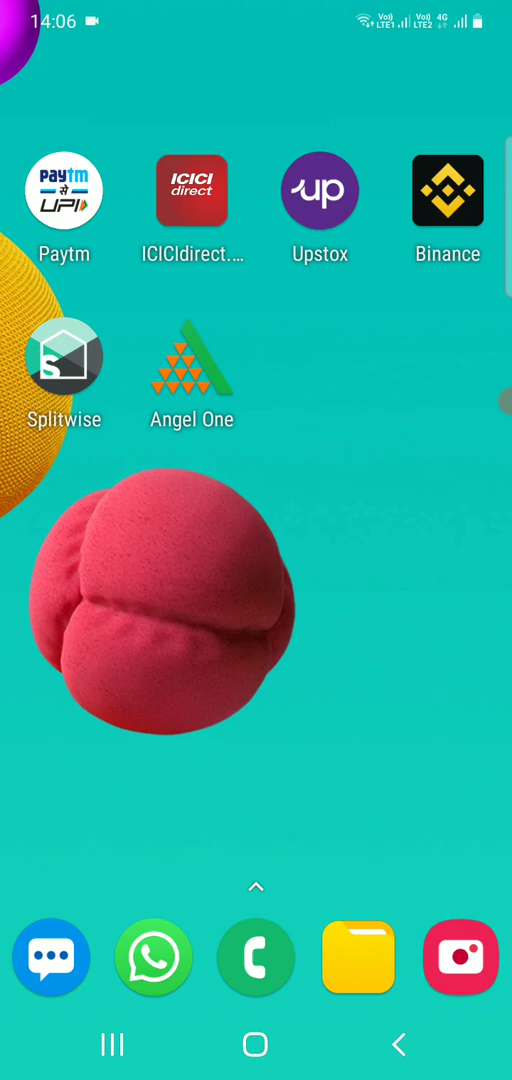 14:06
Vo) LTE1
Vo) LTE2
4G
paytm
से
UPI
ICICI
direct
up
Paytm
ICICIdirect....
Upstox
Binance
S
Splitwise
Angel One